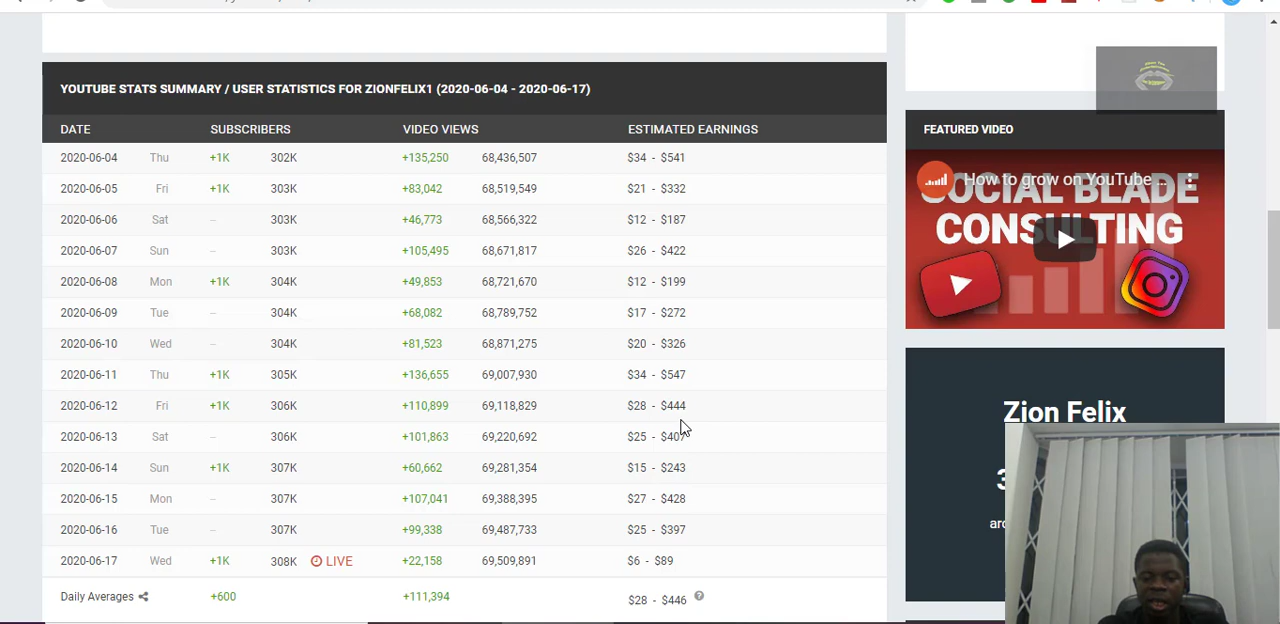 YOUTUBE STATS SUMMARY / USER STATISTICS FOR ZIONFELIX1 (2020-06-04 - 2020-06-17)
DATE SUBSCRIBERS VIDEO VIEWS ESTIMATED EARNINGS
2020-06-04 Thu +1K 302K +135,250 68,436,507 $34 - $541
2020-06-05 Fri +1K 303K +83,042 68,519,549 $21 - $332
2020-06-06 Sat -- 303K +46,773 68,566,322 $12 - $187
2020-06-07 Sun -- 303K +105,495 68,671,817 $26 - $422
2020-06-08 Mon +1K 304K +49,853 68,721,670 $12 - $199
2020-06-09 Tue -- 304K +68,082 68,789,752 $17 - $272
2020-06-10 Wed -- 304K +81,523 68,871,275 $20 - $326
2020-06-11 Thu +1K 305K +136,655 69,007,930 $34 - $547
2020-06-12 Fri +1K 306K +110,899 69,118,829 $28 - $444
2020-06-13 Sat -- 306K +101,863 69,220,692 $25 - $407
2020-06-14 Sun +1K 307K +60,662 69,281,354 $15 - $243
2020-06-15 Mon -- 307K +107,041 69,388,395 $27 - $428
2020-06-16 Tue -- 307K +99,338 69,487,733 $25 - $397
2020-06-17 Wed +1K 308K LIVE +22,158 69,509,891 $6 - $89
Daily Averages +600 +111,394 $28 - $446 ?
FEATURED VIDEO
How to grow on YouTube ...
SOCIAL BLADE
CONSULTING
Zion Felix